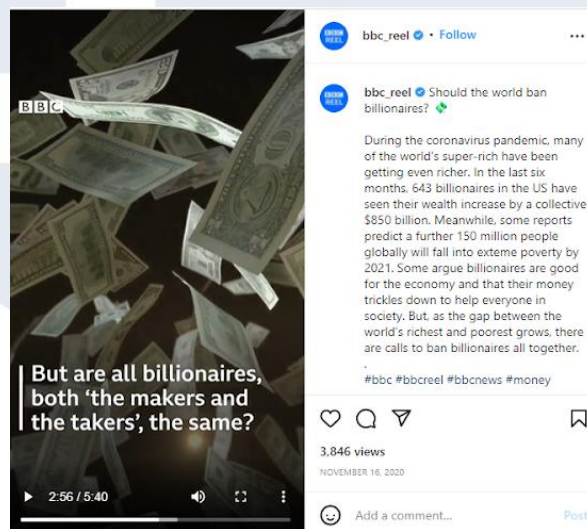 BBC
But are all billionaires,
both 'the makers and
the takers', the same?
2:56 / 5:40
BBC
REEL
bbc_reel • Follow
BBC
REEL
bbc_reel Should the world ban
billionaires?
During the coronavirus pandemic, many
of the world's super-rich have been
getting even richer. In the last six
months, 643 billionaires in the US have
seen their wealth increase by a collective
$850 billion. Meanwhile, some reports
predict a further 150 million people
globally will fall into exteme poverty by
2021. Some argue billionaires are good
for the economy and that their money
trickles down to help everyone in
society. But, as the gap between the
world's richest and poorest grows, there
are calls to ban billionaires all together.
.
#bbc #bbcreel #bbcnews #money
3,846 views
NOVEMBER 16, 2020
Add a comment...
Post